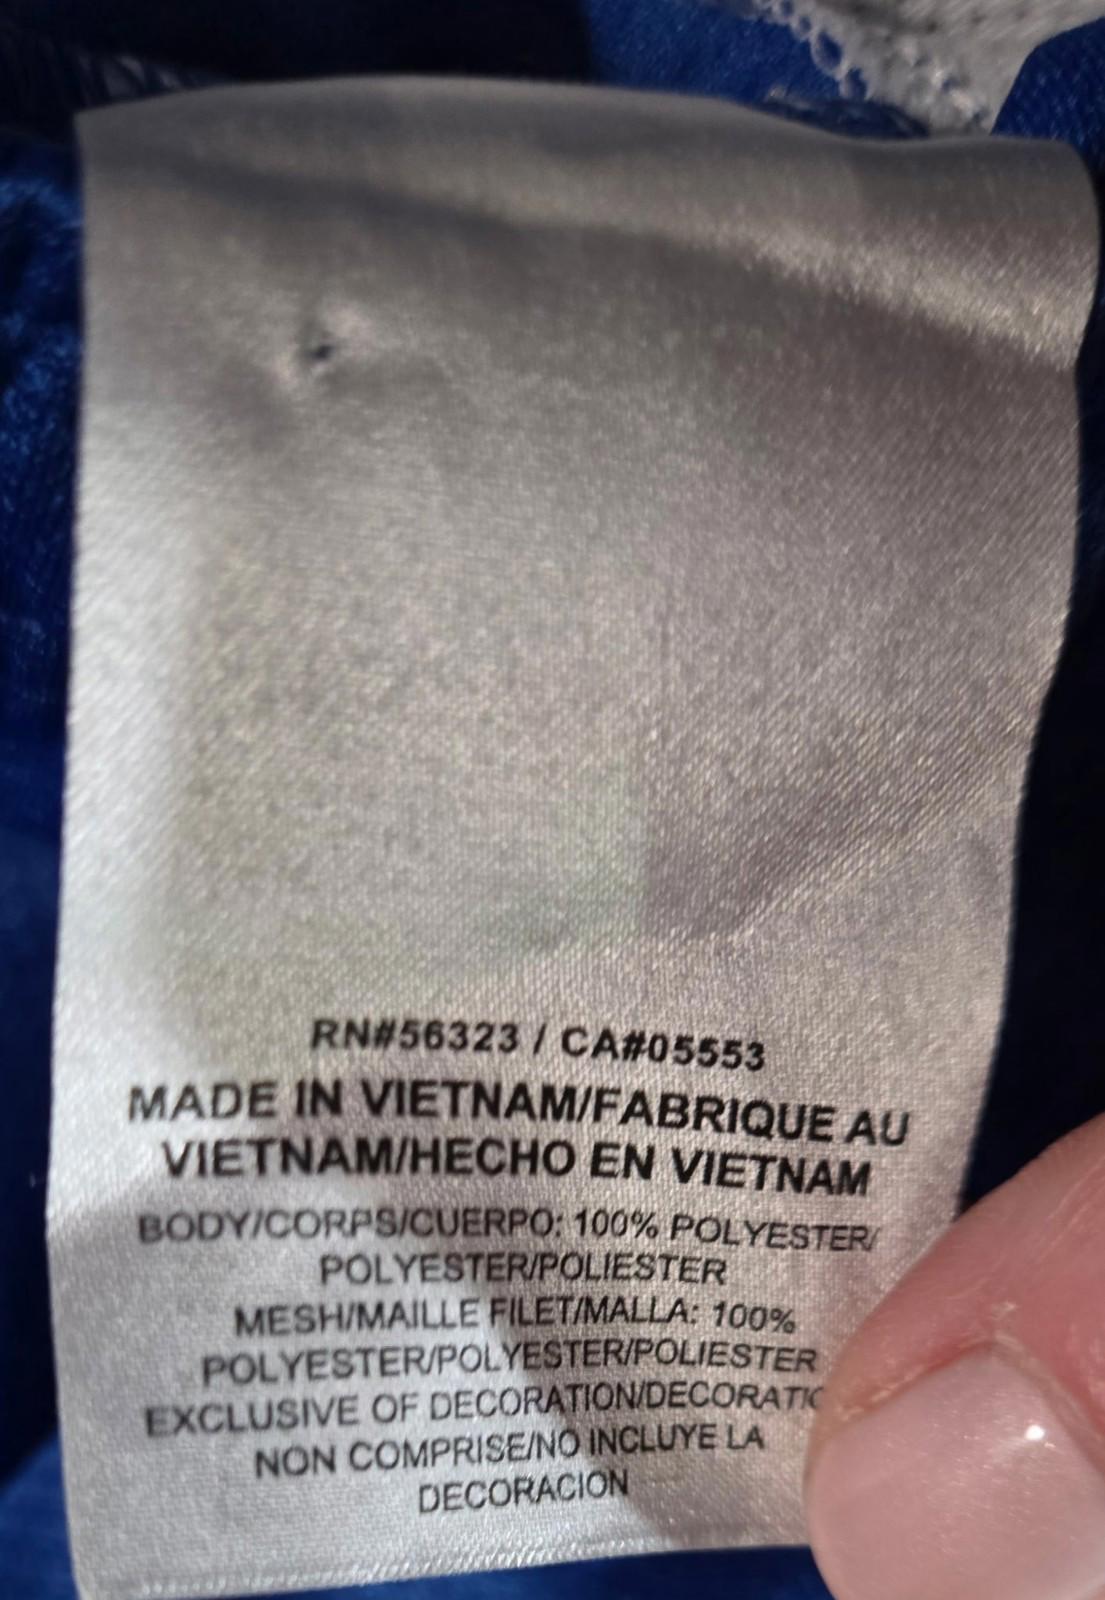 RN#56323 / CA#05553
MADE IN VIETNAM/FABRIQUE AU
VIETNAM/HECHO EN VIETNAM
BODY/CORPS/CUERPO: 100% POLYESTER/
POLYESTER/POLIESTER
MESH/MAILLE FILET/MALLA: 100%
POLYESTER/POLYESTER/POLIESTER
EXCLUSIVE OF DECORATION/DECORATIO
NON COMPRISE/NO INCLUYE LA
DECORACION